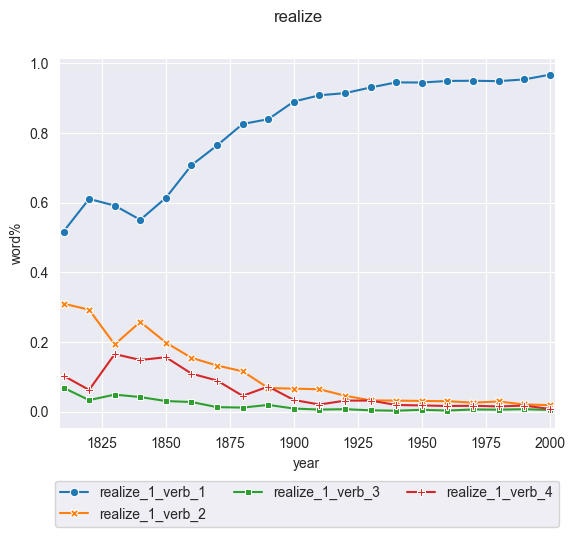 realize
1.0
0.8
0.6
0.4
0.2
0.0
word%
1825 1850 1875 1900 1925 1950 1975 2000
year
realize_1_verb_1 realize_1_verb_3 realize_1_verb_4
realize_1_verb_2